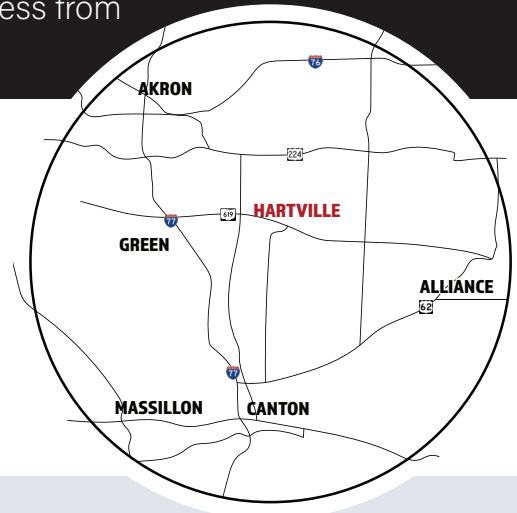 ess from
76
AKRON
224
77
619
HARTVILLE
GREEN
ALLIANCE
62
77
MASSILLON
CANTON